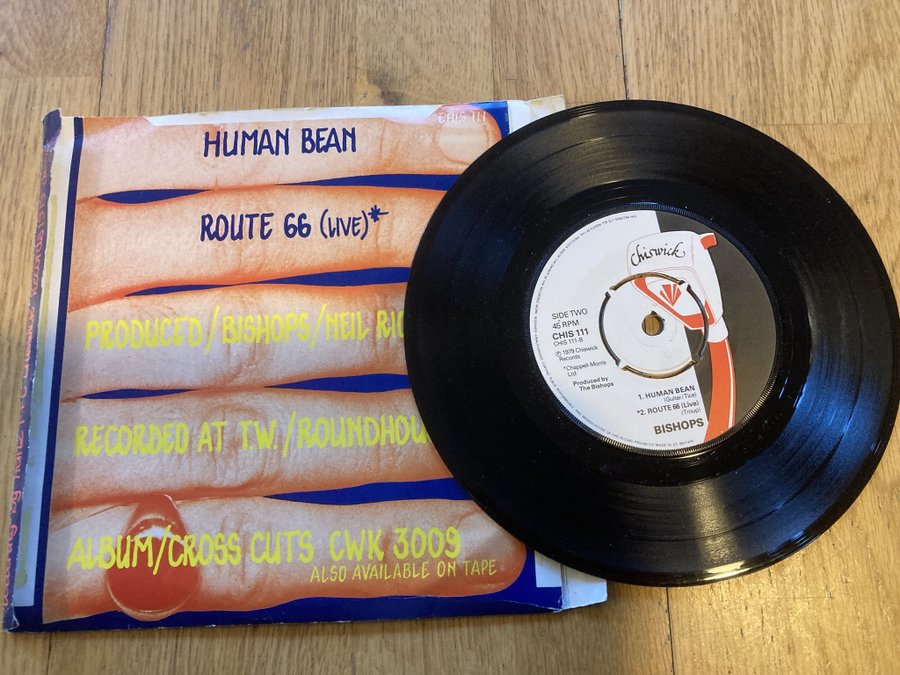 CHIS 111
HUMAN BEAN
ROUTE 66 (LIVE)*
PRODUCED/BISHOPS/NEIL
RECORDED AT T.W./
ALBUM/CROSS CUTS CWK 3009
ALSO AVAILABLE ON TAPE
Chiswick
SIDE TWO
45 RPM
CHIS 111
CHIS 111-B
℗ 1979 Chiswick
Records
*Chappell-Morris
Ltd
Produced by
The Bishops
1. HUMAN BEAN
(Guitar/Tice)
*2. ROUTE 66 (Live)
(Troup)
BISHOPS